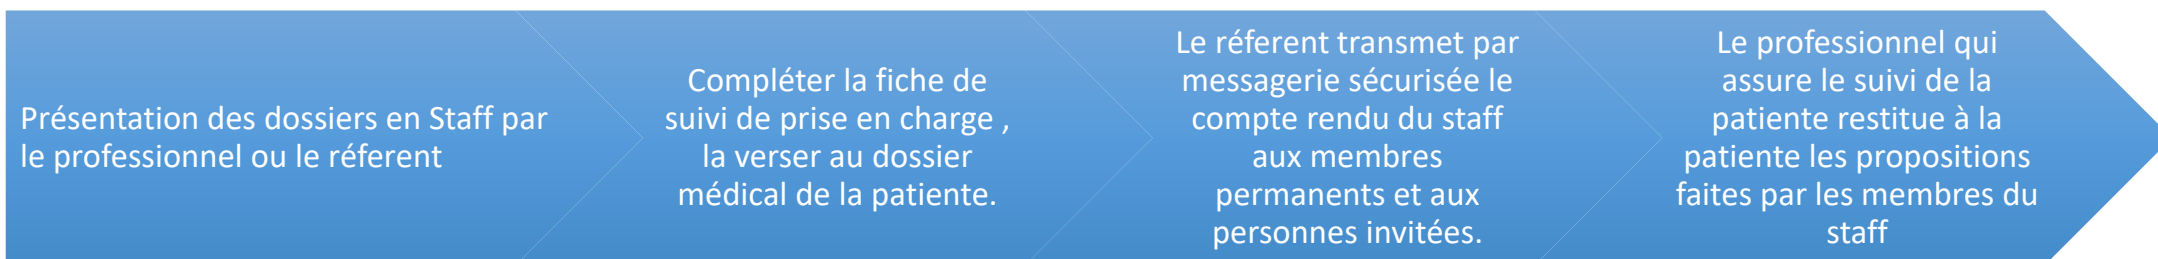 Présentation des dossiers en Staff par
le professionnel ou le réferent
Compléter la fiche de
suivi de prise en charge ,
la verser au dossier
médical de la patiente.
Le réferent transmet par
messagerie sécurisée le
compte rendu du staff
aux membres
permanents et aux
personnes invitées.
Le professionnel qui
assure le suivi de la
patiente restitue à la
patiente les propositions
faites par les membres du
staff